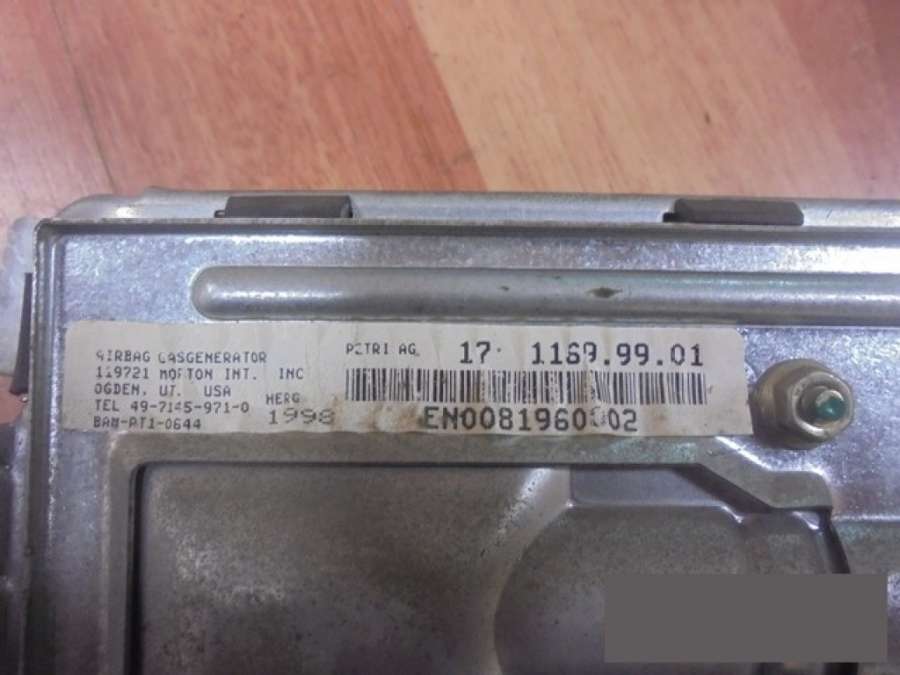 AIRBAG GASGENERATOR
119721 MORTON INT. INC
OGDEN, UT. USA
TEL 49-7145-971-0
BAM-PT1-0644
HERG
1998
PETRI AG.
17 1169.99.01